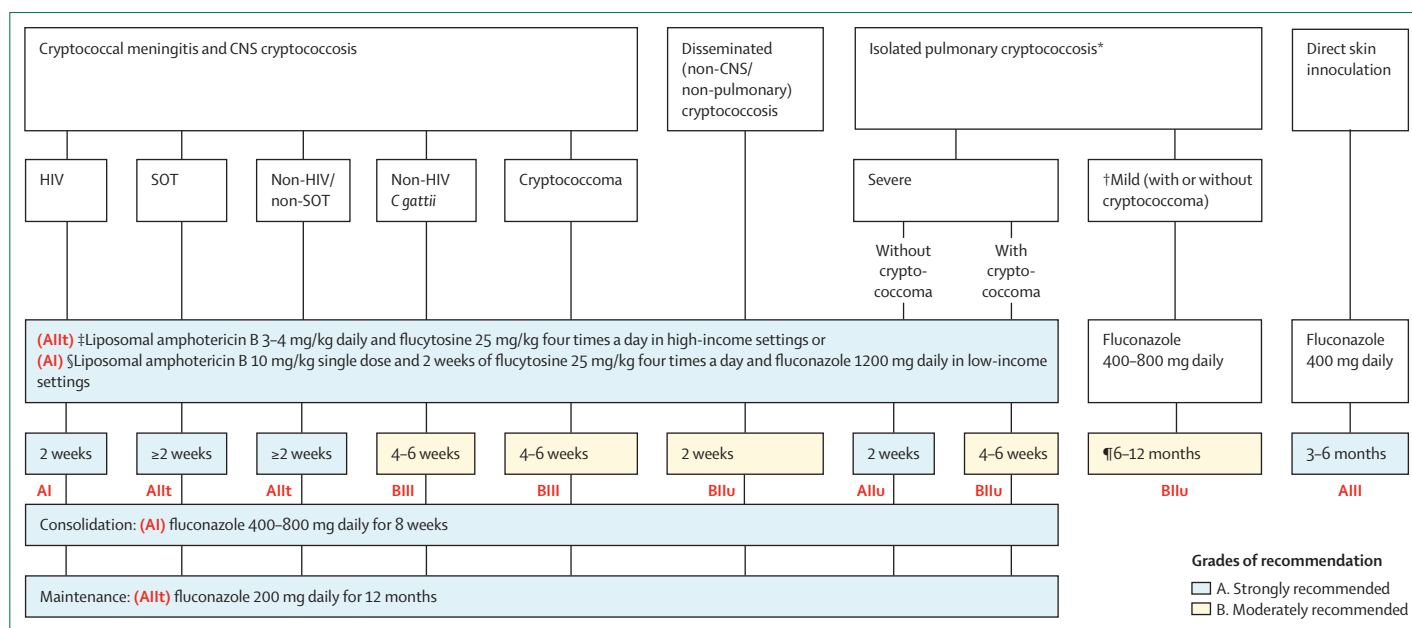 Cryptococcal meningitis and CNS cryptococcosis
Disseminated
(non-CNS/
non-pulmonary)
cryptococcosis
Isolated pulmonary cryptococcosis*
Direct skin
innoculation
HIV
SOT
Non-HIV/
non-SOT
Non-HIV
C gattii
Cryptococcoma
Severe
†Mild (with or without
cryptococcoma)
Without
crypto-
coccoma
With
crypto-
coccoma
(AIIt) ‡Liposomal amphotericin B 3–4 mg/kg daily and flucytosine 25 mg/kg four times a day in high-income settings or
(AI) §Liposomal amphotericin B 10 mg/kg single dose and 2 weeks of flucytosine 25 mg/kg four times a day and fluconazole 1200 mg daily in low-income
settings
Fluconazole
400–800 mg daily
Fluconazole
400 mg daily
2 weeks
≥2 weeks
≥2 weeks
4–6 weeks
4–6 weeks
2 weeks
2 weeks
4–6 weeks
¶6–12 months
3–6 months
AI
AIIt
AIIt
BIII
BIII
BIIu
AIIu
BIIu
BIIu
AIII
Consolidation: (AI) fluconazole 400–800 mg daily for 8 weeks
Maintenance: (AIIt) fluconazole 200 mg daily for 12 months
Grades of recommendation
A. Strongly recommended
B. Moderately recommended